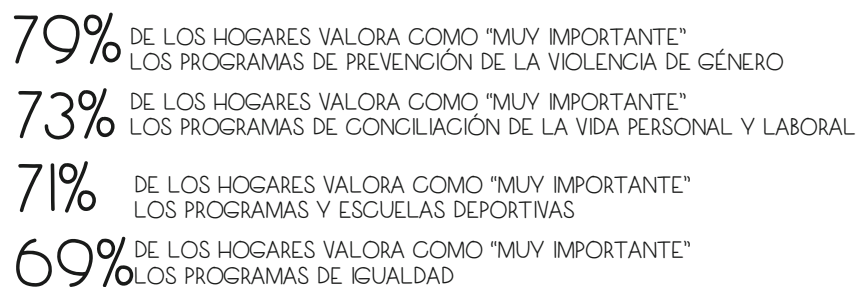 79% DE LOS HOGARES VALORA COMO "MUY IMPORTANTE"
LOS PROGRAMAS DE PREVENCIÓN DE LA VIOLENCIA DE GÉNERO
73% DE LOS HOGARES VALORA COMO "MUY IMPORTANTE"
LOS PROGRAMAS DE CONCILIACIÓN DE LA VIDA PERSONAL Y LABORAL
71% DE LOS HOGARES VALORA COMO "MUY IMPORTANTE"
LOS PROGRAMAS Y ESCUELAS DEPORTIVAS
69% DE LOS HOGARES VALORA COMO "MUY IMPORTANTE"
LOS PROGRAMAS DE IGUALDAD